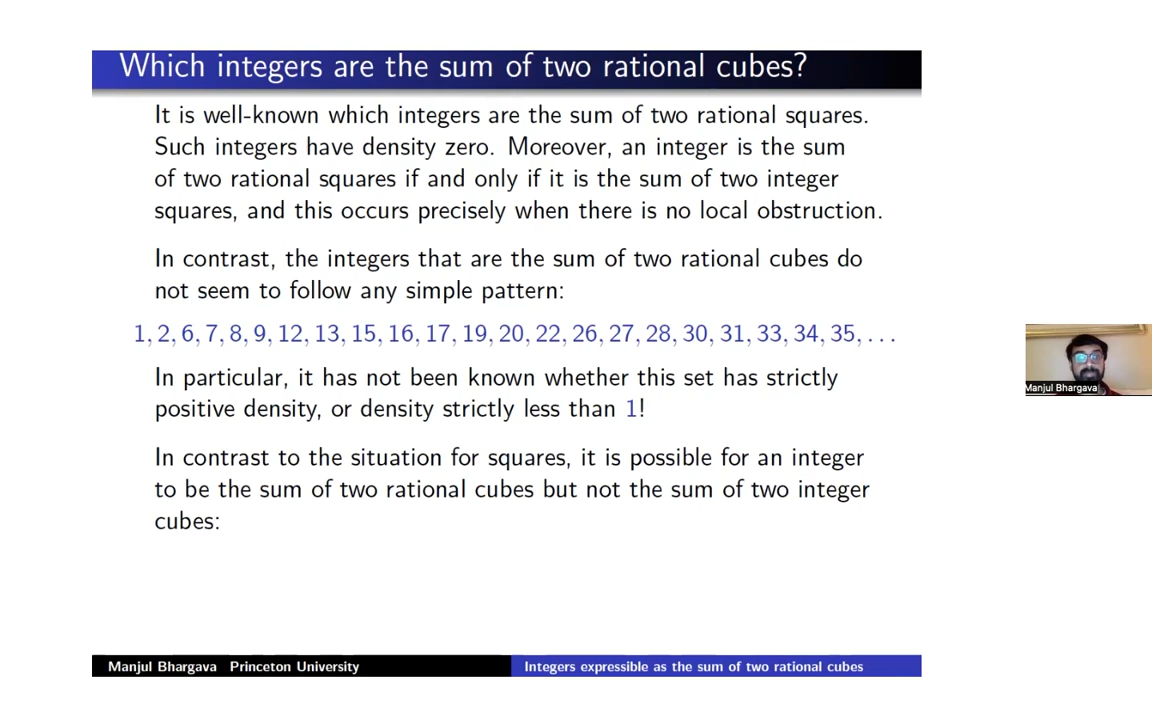 Which integers are the sum of two rational cubes?
It is well-known which integers are the sum of two rational squares.
Such integers have density zero. Moreover, an integer is the sum
of two rational squares if and only if it is the sum of two integer
squares, and this occurs precisely when there is no local obstruction.
In contrast, the integers that are the sum of two rational cubes do
not seem to follow any simple pattern:
1, 2, 6, 7, 8, 9, 12, 13, 15, 16, 17, 19, 20, 22, 26, 27, 28, 30, 31, 33, 34, 35, . . .
In particular, it has not been known whether this set has strictly
positive density, or density strictly less than 1!
In contrast to the situation for squares, it is possible for an integer
to be the sum of two rational cubes but not the sum of two integer
cubes:
Manjul Bhargava
Manjul Bhargava Princeton University
Integers expressible as the sum of two rational cubes